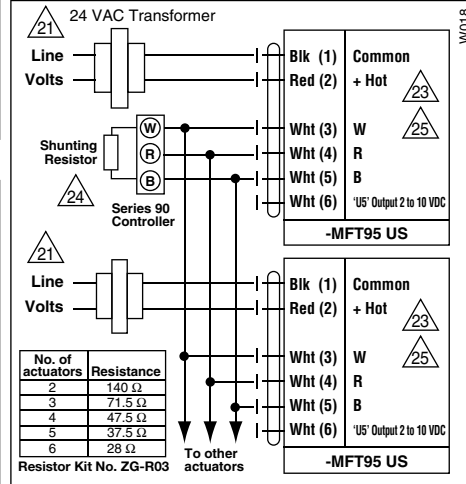 21 24 VAC Transformer
W018
Line
Volts
Blk (1) Common
Red (2) + Hot
23
Wht (3) W
25
Wht (4) R
Wht (5) B
Wht (6) 'U5' Output 2 to 10 VDC
-MFT95 US
W
R
B
Shunting
Resistor
24
Series 90
Controller
21
Line
Volts
Blk (1) Common
Red (2) + Hot
23
Wht (3) W
25
Wht (4) R
Wht (5) B
Wht (6) 'U5' Output 2 to 10 VDC
-MFT95 US
No. of
actuators Resistance
2 140 Ω
3 71.5 Ω
4 47.5 Ω
5 37.5 Ω
6 28 Ω
Resistor Kit No. ZG-R03
To other
actuators